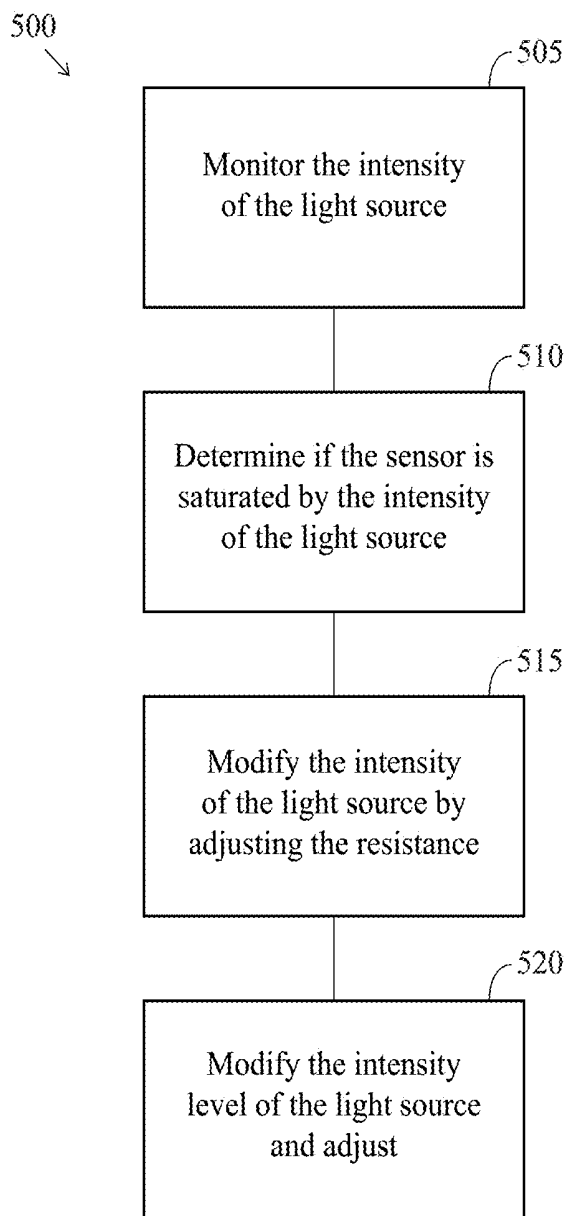 500
505
Monitor the intensity
of the light source
510
Determine if the sensor is
saturated by the intensity
of the light source
515
Modify the intensity
of the light source by
adjusting the resistance
520
Modify the intensity
level of the light source
and adjust